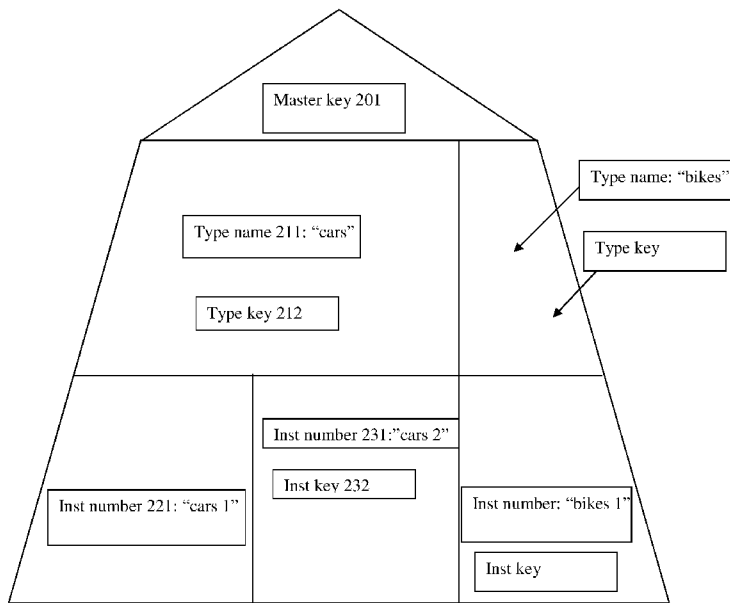 Master key 201
Type name: “bikes”
Type name 211: “cars”
Type key
Type key 212
Inst number 231:”cars 2”
Inst key 232
Inst number 221: “cars 1”
Inst number: “bikes 1”
Inst key